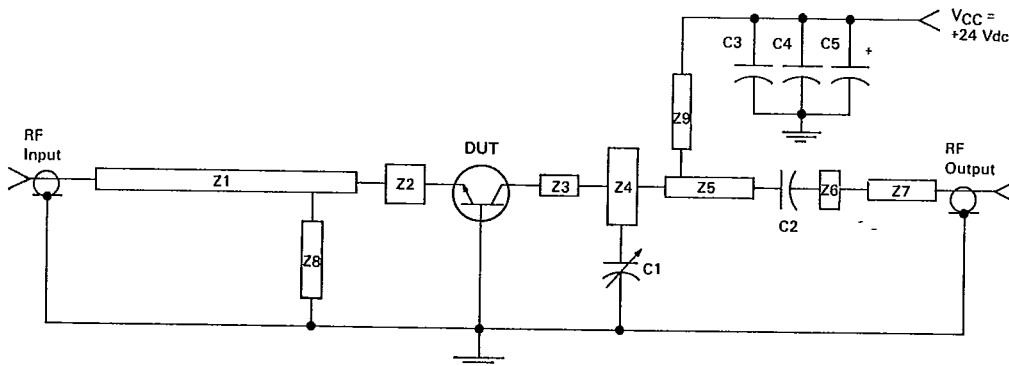 VCC =
+24 Vdc
C3
C4
C5
+
Z9
RF
Input
DUT
RF
Output
Z1
Z2
Z3
Z4
Z5
C2
Z6
Z7
Z8
C1